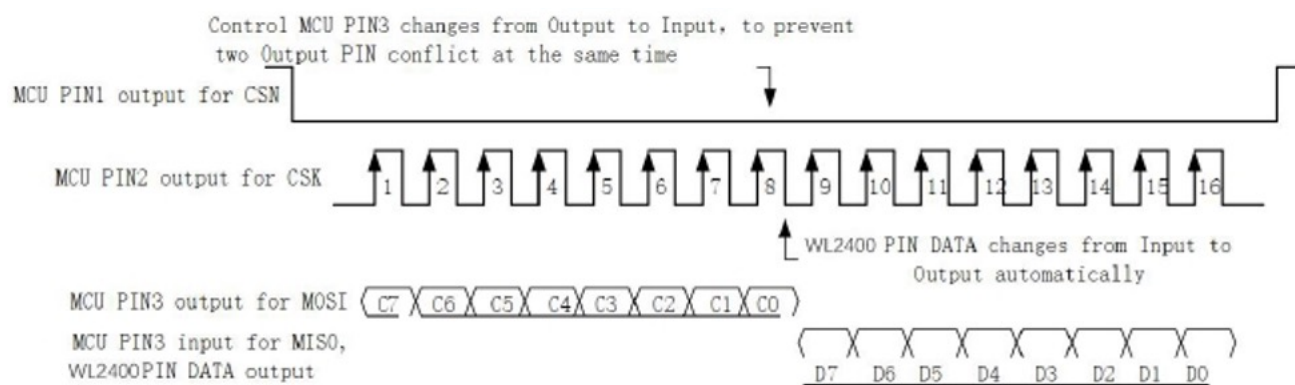 Control MCU PIN3 changes from Output to Input, to prevent
two Output PIN conflict at the same time
MCU PIN1 output for CSN
MCU PIN2 output for CSK
1 2 3 4 5 6 7 8 9 10 11 12 13 14 15 16
WL2400 PIN DATA changes from Input to
Output automatically
MCU PIN3 output for MOSI
C7 C6 C5 C4 C3 C2 C1 C0
MCU PIN3 input for MISO,
WL2400PIN DATA output
D7 D6 D5 D4 D3 D2 D1 D0